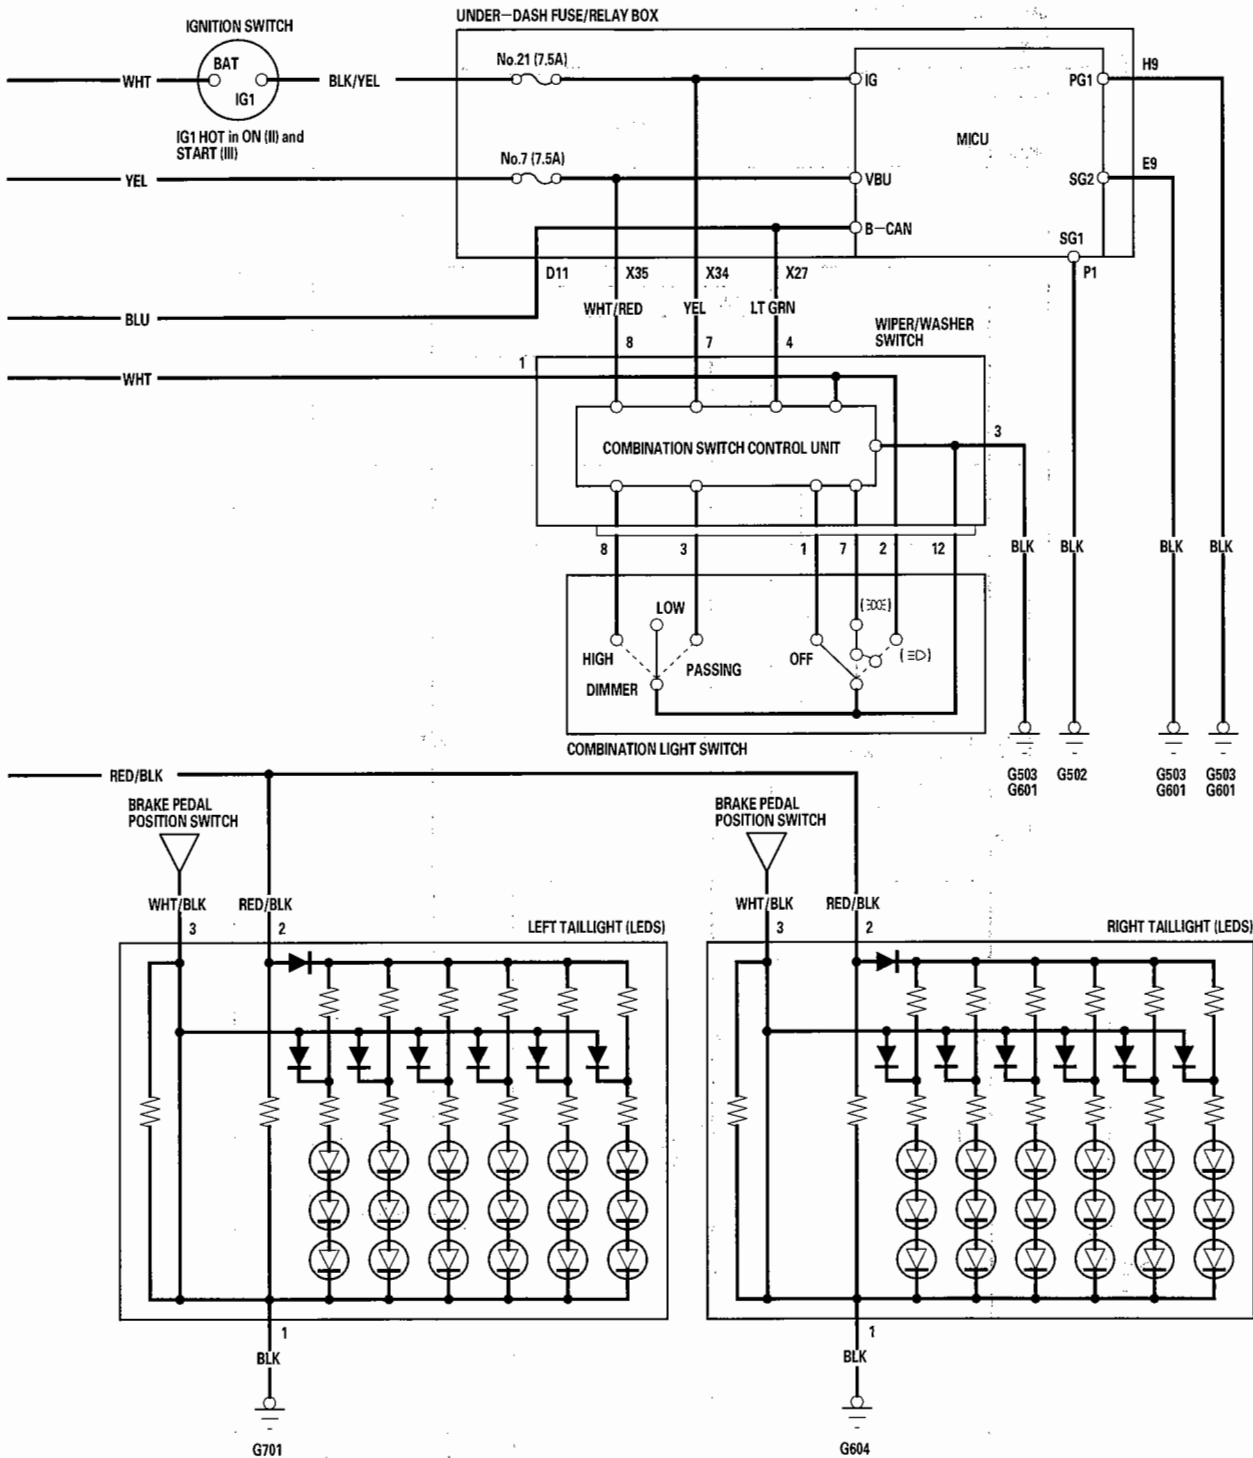 UNDER-DASH FUSE/RELAY BOX
IGNITION SWITCH
BAT
IG1
WHT
BLK/YEL
No.21 (7.5A)
IG
PG1
H9
IG1 HOT in ON (II) and
START (III)
MICU
No.7 (7.5A)
YEL
VBU
SG2
E9
B-CAN
SG1
D11
X35
X34
X27
P1
WHT/RED
YEL
LT GRN
BLU
WIPER/WASHER
SWITCH
8
7
4
1
WHT
3
COMBINATION SWITCH CONTROL UNIT
8
3
1
7
2
12
BLK
BLK
BLK
BLK
LOW
HIGH
PASSING
OFF
DIMMER
COMBINATION LIGHT SWITCH
G503
G601
G502
G503
G601
G503
G601
RED/BLK
BRAKE PEDAL
POSITION SWITCH
BRAKE PEDAL
POSITION SWITCH
WHT/BLK
RED/BLK
WHT/BLK
RED/BLK
3
2
LEFT TAILLIGHT (LEDS)
3
2
RIGHT TAILLIGHT (LEDS)
1
BLK
1
BLK
G701
G604